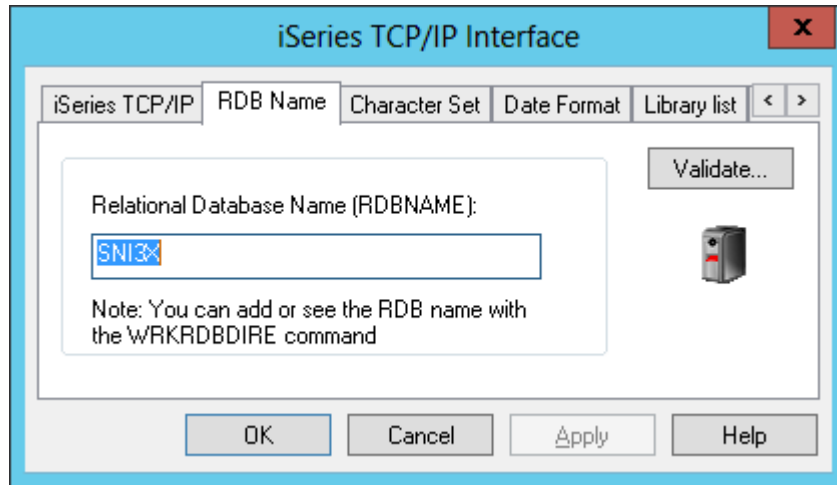 iSeries TCP/IP Interface
x
iSeries TCP/IP RDB Name Character Set Date Format Library list < >
Validate...
Relational Database Name (RDBNAME):
SNI3X
Note: You can add or see the RDB name with
the WRKRDBDIRE command
OK Cancel Apply Help